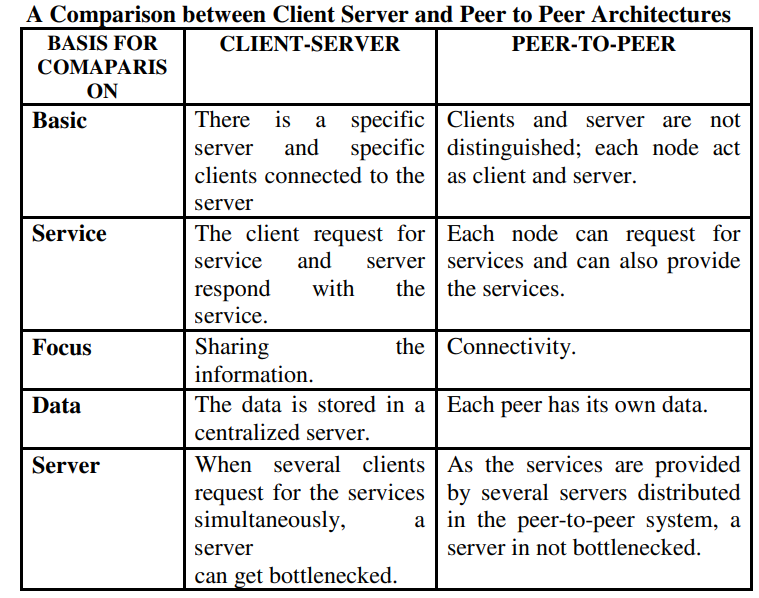 A Comparison between Client Server and Peer to Peer Architectures
BASIS FOR
COMAPARIS
ON
CLIENT-SERVER
PEER-TO-PEER
Basic
There is a specific
server and specific
clients connected to the
server
Clients and server are not
distinguished; each node act
as client and server.
Service
The client request for
service and server
respond with the
service.
Each node can request for
services and can also provide
the services.
Focus
Sharing the
information.
Connectivity.
Data
The data is stored in a
centralized server.
Each peer has its own data.
Server
When several clients
request for the services
simultaneously, a
server
can get bottlenecked.
As the services are provided
by several servers distributed
in the peer-to-peer system, a
server in not bottlenecked.